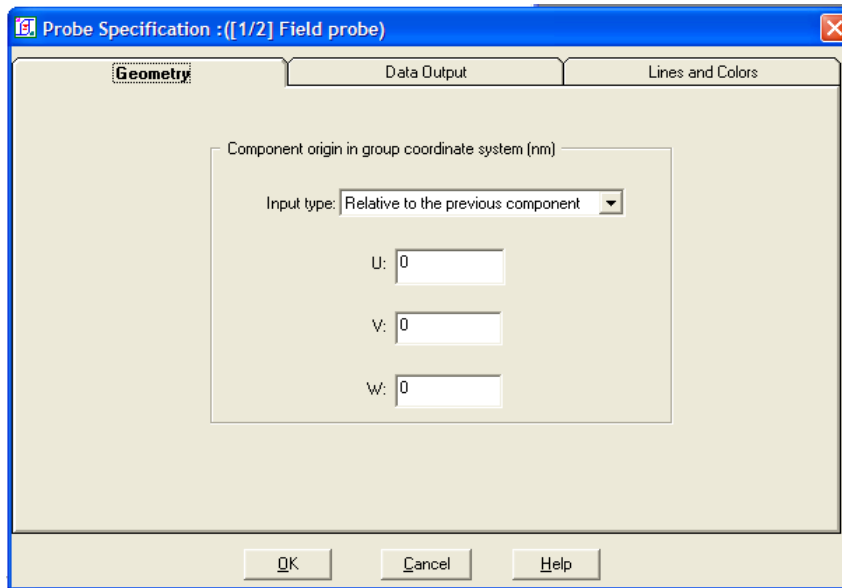 Probe Specification :([1/2] Field probe)
Geometry
Data Output
Lines and Colors
Component origin in group coordinate system (nm)
Input type: Relative to the previous component
U: 0
V: 0
W: 0
OK
Cancel
Help